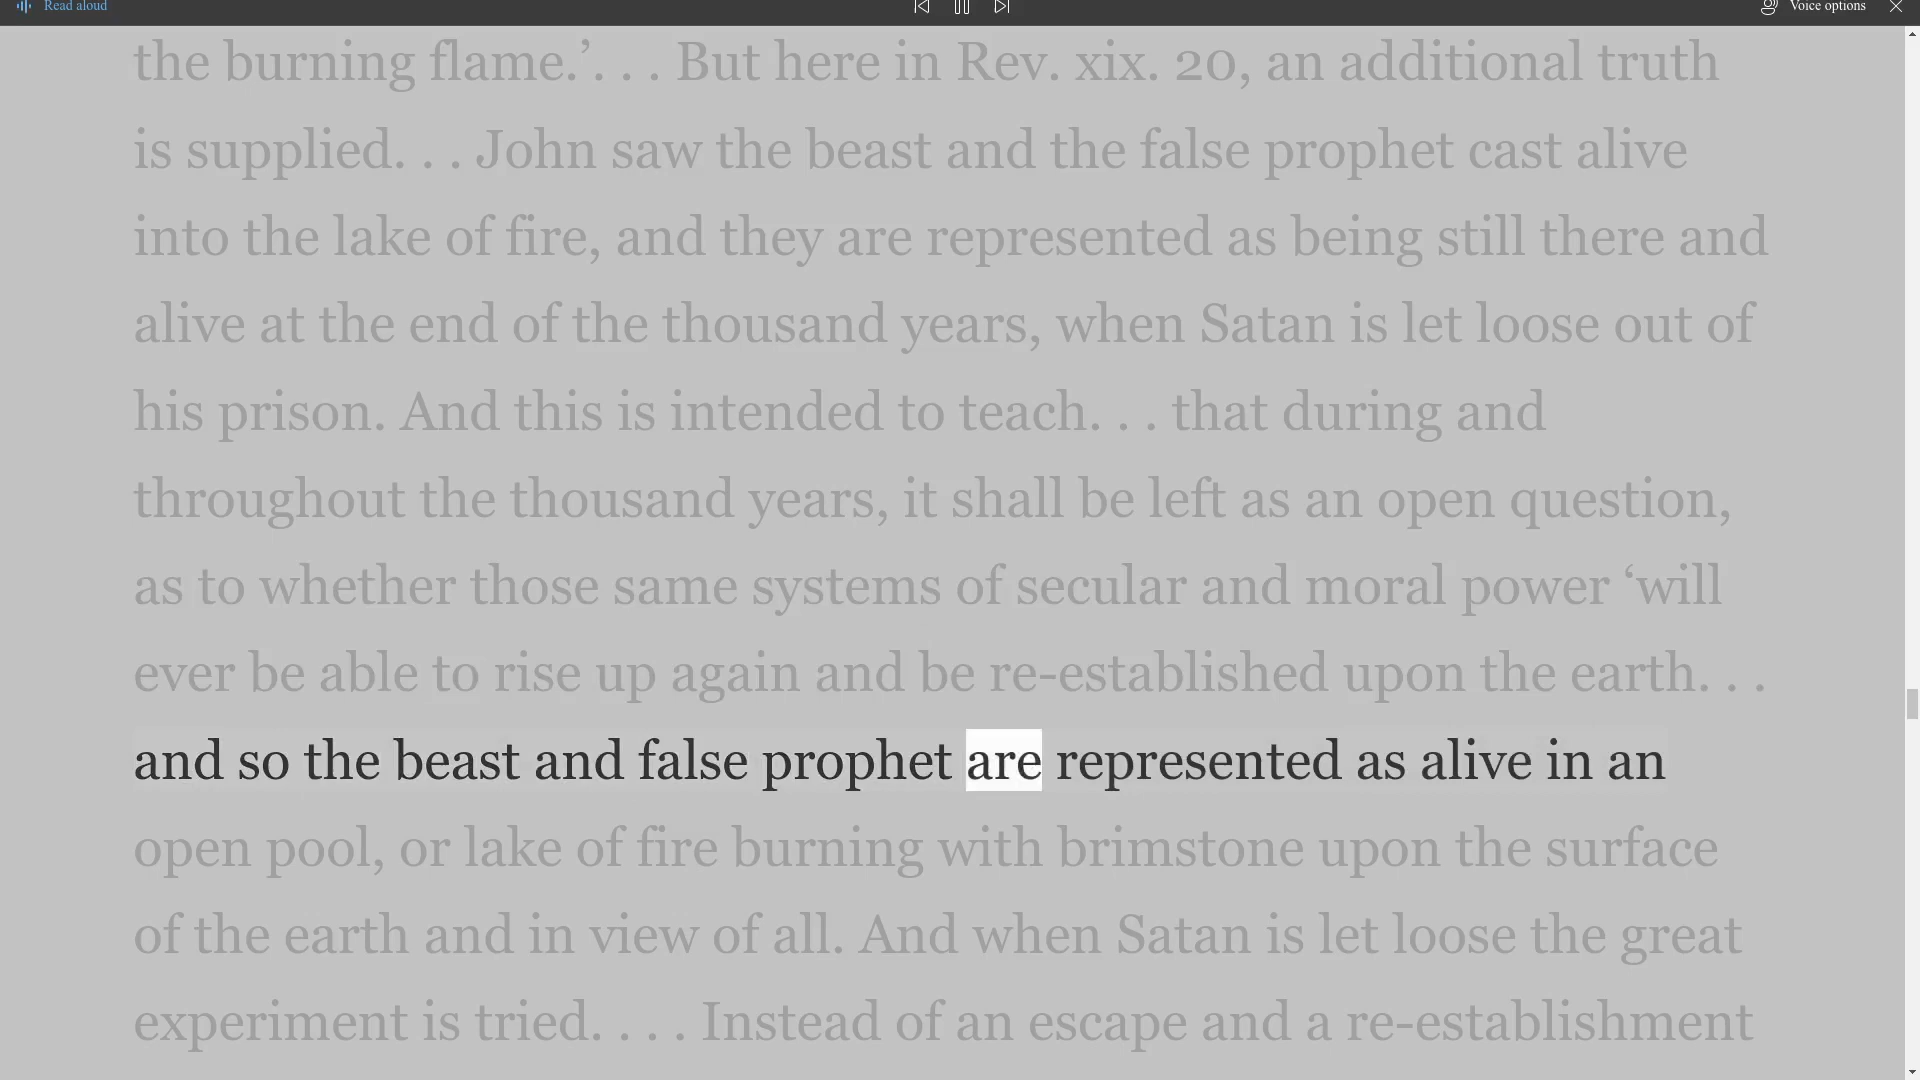 Read aloud
Voice options
the burning flame.’. . . But here in Rev. xix. 20, an additional truth
is supplied. . . John saw the beast and the false prophet cast alive
into the lake of fire, and they are represented as being still there and
alive at the end of the thousand years, when Satan is let loose out of
his prison. And this is intended to teach. . . that during and
throughout the thousand years, it shall be left as an open question,
as to whether those same systems of secular and moral power ‘will
ever be able to rise up again and be re-established upon the earth. . .
and so the beast and false prophet are represented as alive in an
open pool, or lake of fire burning with brimstone upon the surface
of the earth and in view of all. And when Satan is let loose the great
experiment is tried. . . . Instead of an escape and a re-establishment